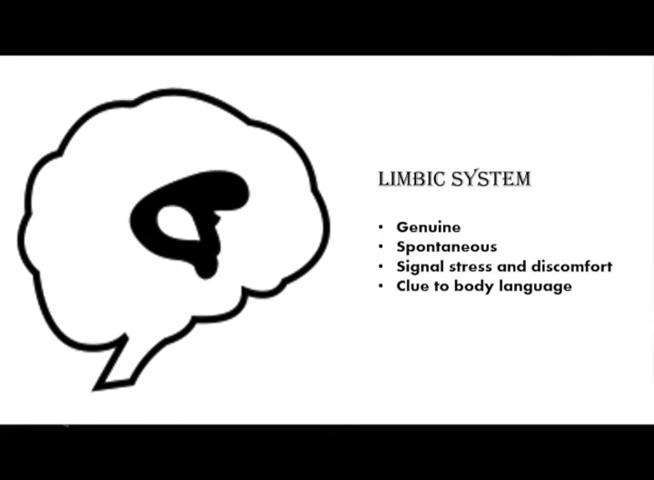 LIMBIC SYSTEM
• Genuine
• Spontaneous
• Signal stress and discomfort
• Clue to body language